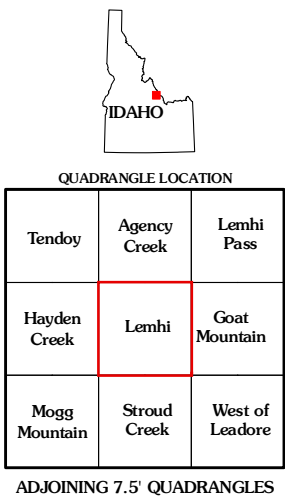 IDAHO
QUADRANGLE LOCATION
Tendoy
Agency
Creek
Lemhi
Pass
Hayden
Creek
Lemhi
Goat
Mountain
Mogg
Mountain
Stroud
Creek
West of
Leadore
ADJOINING 7.5' QUADRANGLES